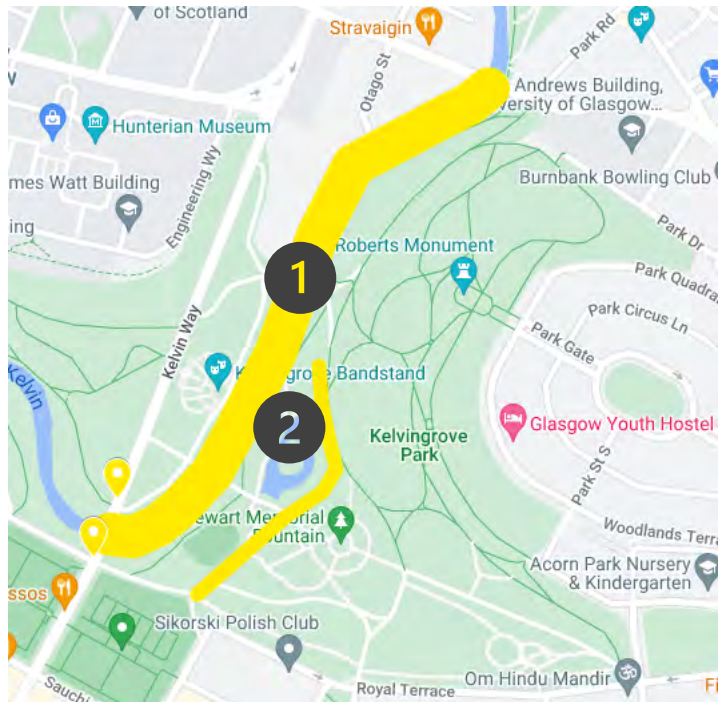 of Scotland
Stravaigin
Park Rd
Otago St
Andrews Building,
versity of Glasgow...
Hunterian Museum
Engineering Wy
mes Watt Building
Burnbank Bowling Club
ing
Park Dr
Roberts Monument
1
Park Quadra
Park Circus Ln
Kelvin Way
Park Gate
Kelvin
grove Bandstand
2
Glasgow Youth Hostel
Kelvingrove
Park
Park St S
Woodlands Terra
ewart Memorial
Fountain
Acorn Park Nursery
& Kindergarten
ssos
Sikorski Polish Club
Om Hindu Mandir
Sauchi
Royal Terrace
Fi